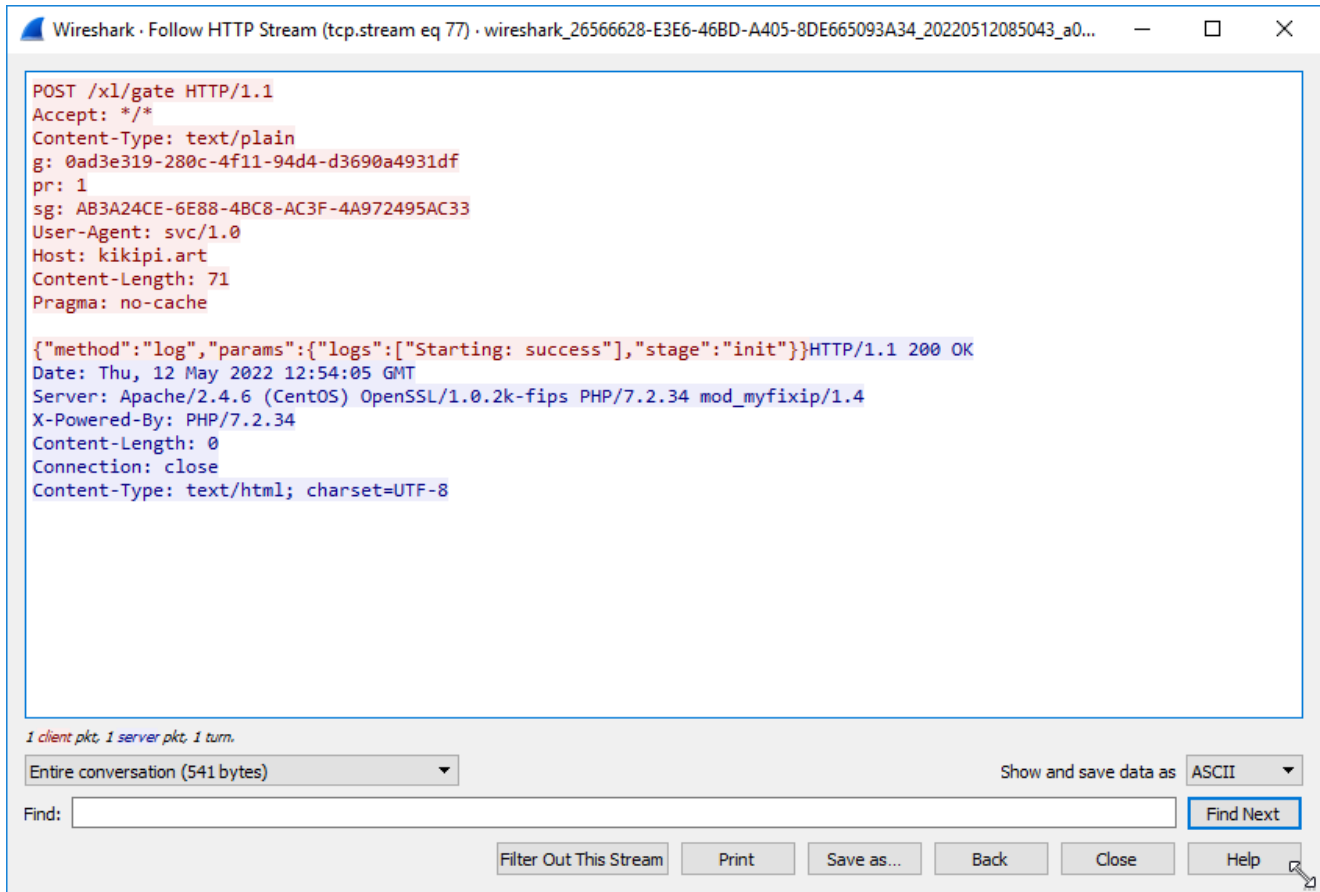 Wireshark · Follow HTTP Stream (tcp.stream eq 77) · wireshark_26566628-E3E6-46BD-A405-8DE665093A34_20220512085043_a0...
POST /xl/gate HTTP/1.1
Accept: */*
Content-Type: text/plain
g: 0ad3e319-280c-4f11-94d4-d3690a4931df
pr: 1
sg: AB3A24CE-6E88-4BC8-AC3F-4A972495AC33
User-Agent: svc/1.0
Host: kikipi.art
Content-Length: 71
Pragma: no-cache
{"method":"log","params":{"logs":["Starting: success"],"stage":"init"}}HTTP/1.1 200 OK
Date: Thu, 12 May 2022 12:54:05 GMT
Server: Apache/2.4.6 (CentOS) OpenSSL/1.0.2k-fips PHP/7.2.34 mod_myfixip/1.4
X-Powered-By: PHP/7.2.34
Content-Length: 0
Connection: close
Content-Type: text/html; charset=UTF-8
1 client pkt, 1 server pkt, 1 turn.
Entire conversation (541 bytes) Show and save data as ASCII
Find: Find Next
Filter Out This Stream Print Save as... Back Close Help